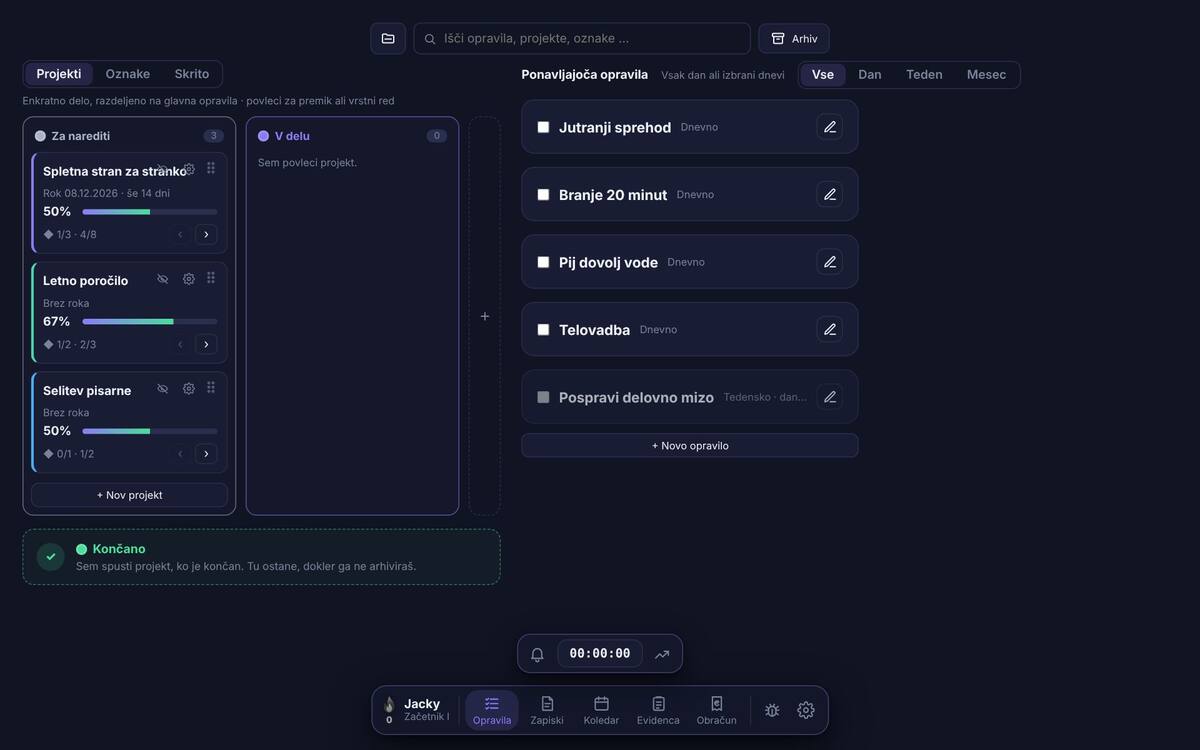 Išči opravila, projekte, oznake ...
Arhiv
Projekti Oznake Skrito
Enkratno delo, razdeljeno na glavna opravila · povleci za premik ali vrstni red
Za narediti 3
Spletna stran za stranko
Rok 08.12.2026 · še 14 dni
50%
1/3 · 4/8
Letno poročilo
Brez roka
67%
1/2 · 2/3
Selitev pisarne
Brez roka
50%
0/1 · 1/2
+ Nov projekt
V delu 0
Sem povleci projekt.
+
Končano
Sem spusti projekt, ko je končan. Tu ostane, dokler ga ne arhiviraš.
Ponavljajoča opravila Vsak dan ali izbrani dnevi Vse Dan Teden Mesec
Jutranji sprehod Dnevno
Branje 20 minut Dnevno
Pij dovolj vode Dnevno
Telovadba Dnevno
Pospravi delovno mizo Tedensko · dan...
+ Novo opravilo
00:00:00
0
Jacky
Začetnik I
Opravila Zapiski Koledar Evidenca Obračun